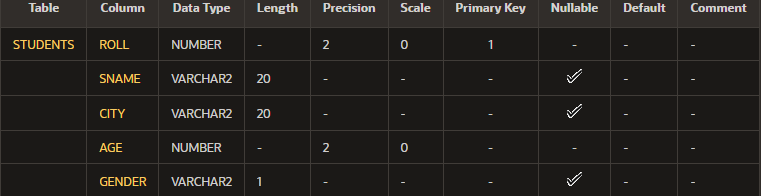 Table Column Data Type Length Precision Scale Primary Key Nullable Default Comment
STUDENTS ROLL NUMBER - 2 0 1 - - -
SNAME VARCHAR2 20 - - - ✓ - -
CITY VARCHAR2 20 - - - ✓ - -
AGE NUMBER - 2 0 - - - -
GENDER VARCHAR2 1 - - - ✓ - -